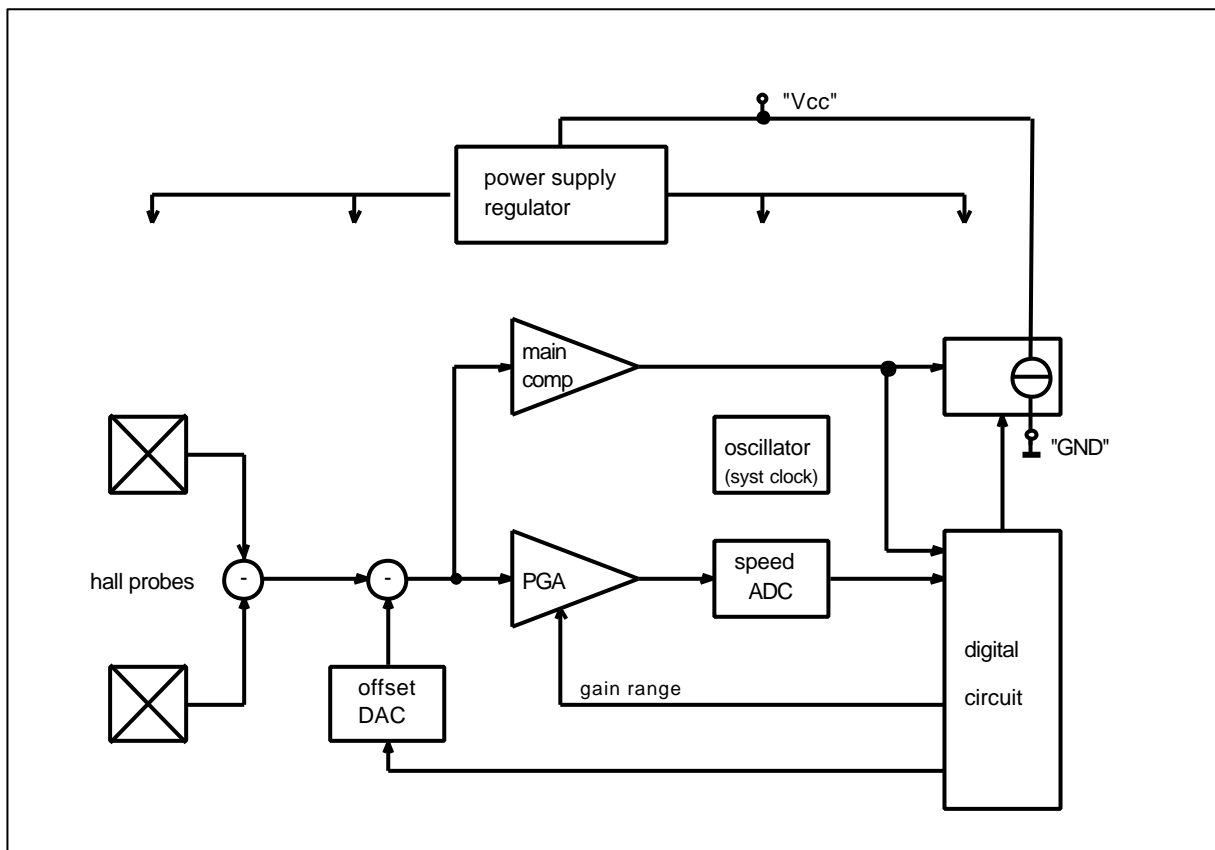 "Vcc"
power supply
regulator
main
comp
oscillator
(syst clock)
"GND"
hall probes
-
-
PGA
speed
ADC
digital
circuit
offset
DAC
gain range